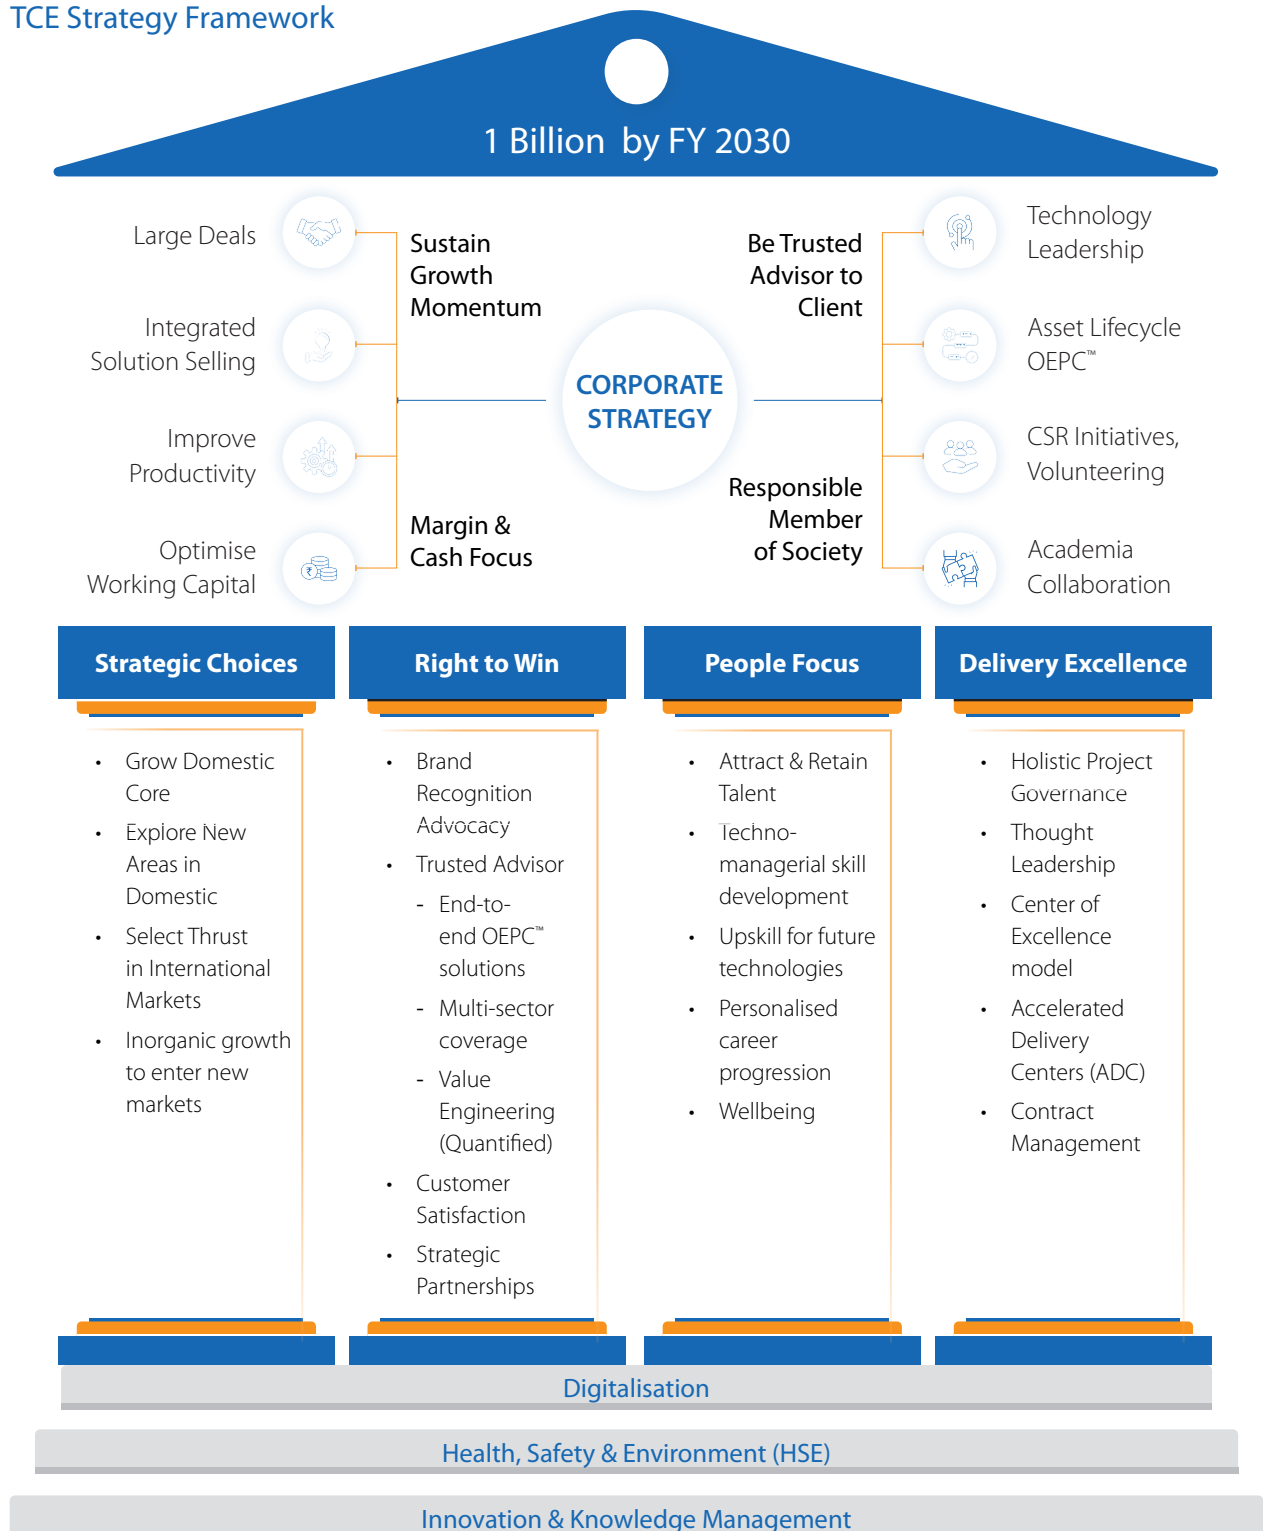 TCE Strategy Framework
1 Billion by FY 2030
Large Deals
Integrated
Solution Selling
Improve
Productivity
Optimise
Working Capital
₹
Sustain
Growth
Momentum
Margin &
Cash Focus
CORPORATE
STRATEGY
Be Trusted
Advisor to
Client
Responsible
Member
of Society
Technology
Leadership
Asset Lifecycle
OEPC™
CSR Initiatives,
Volunteering
Academia
Collaboration
Strategic Choices
• Grow Domestic
Core
• Explore New
Areas in
Domestic
• Select Thrust
in International
Markets
• Inorganic growth
to enter new
markets
Right to Win
• Brand
Recognition
Advocacy
• Trusted Advisor
- End-to-
end OEPC™
solutions
- Multi-sector
coverage
- Value
Engineering
(Quantified)
• Customer
Satisfaction
• Strategic
Partnerships
People Focus
• Attract & Retain
Talent
• Techno-
managerial skill
development
• Upskill for future
technologies
• Personalised
career
progression
• Wellbeing
Delivery Excellence
• Holistic Project
Governance
• Thought
Leadership
• Center of
Excellence
model
• Accelerated
Delivery
Centers (ADC)
• Contract
Management
Digitalisation
Health, Safety & Environment (HSE)
Innovation & Knowledge Management